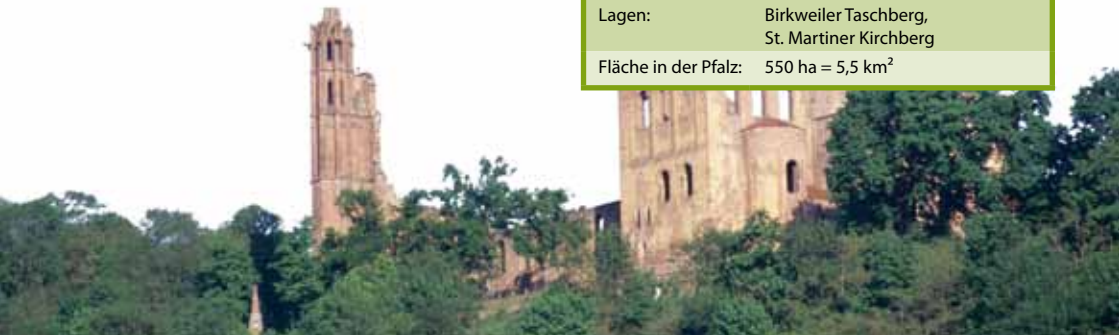 Lagen: Birkweiler Taschberg,
St. Martiner Kirchberg
Fläche in der Pfalz: 550 ha = 5,5 km²